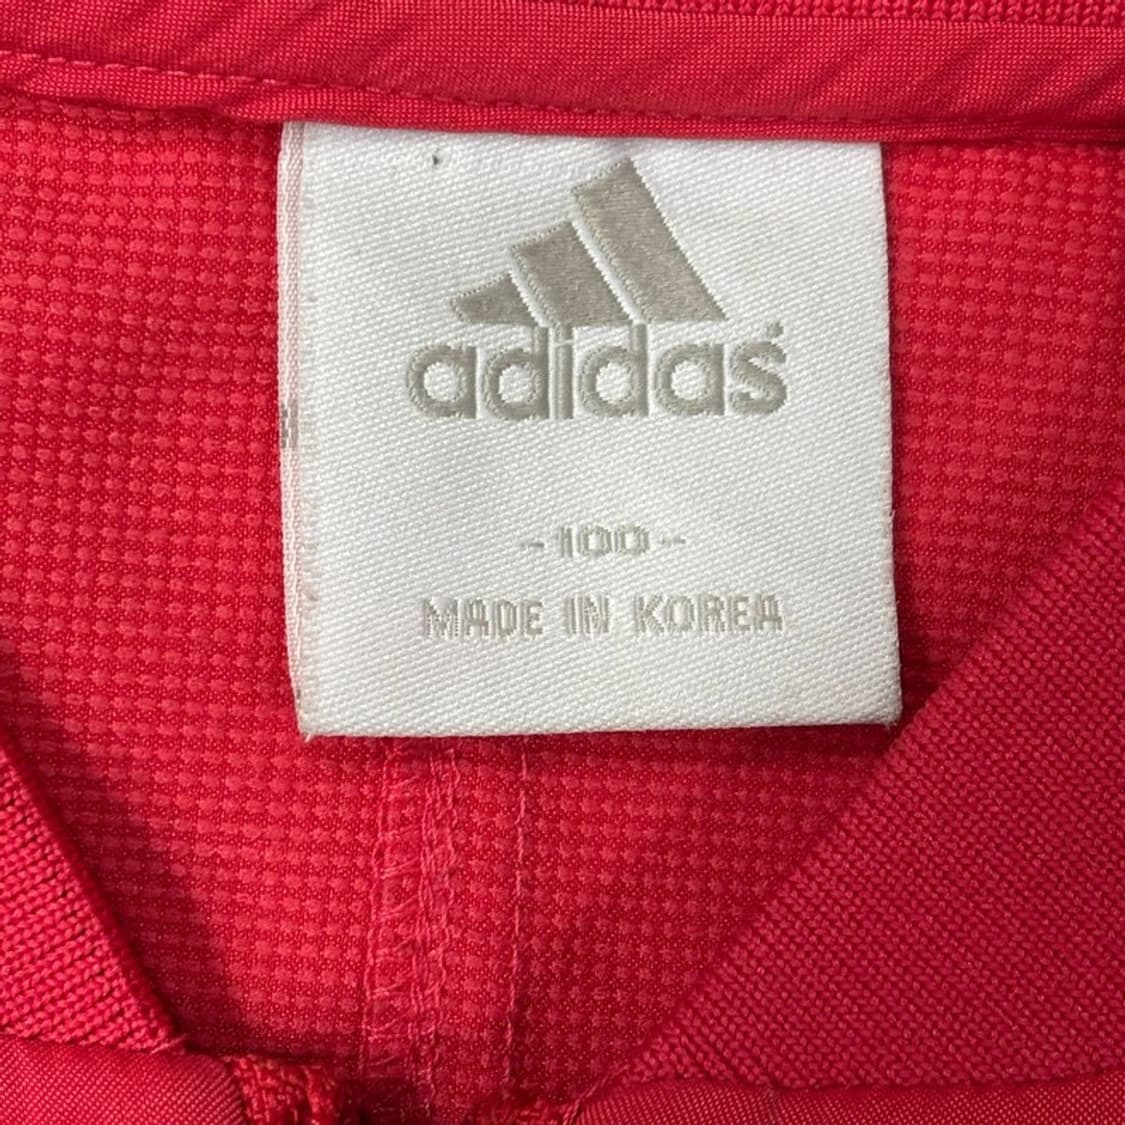 adidas
- 100 -
MADE IN KOREA